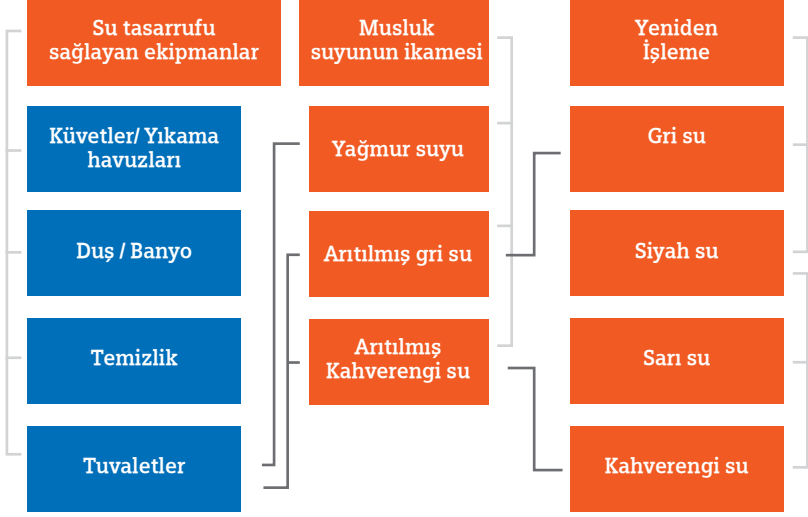 Su tasarrufu
sağlayan ekipmanlar
Musluk
suyunun ikamesi
Yeniden
İşleme
Küvetler/ Yıkama
havuzları
Yağmur suyu
Gri su
Duş / Banyo
Arıtılmış gri su
Siyah su
Temizlik
Arıtılmış
Kahverengi su
Sarı su
Tuvaletler
Kahverengi su